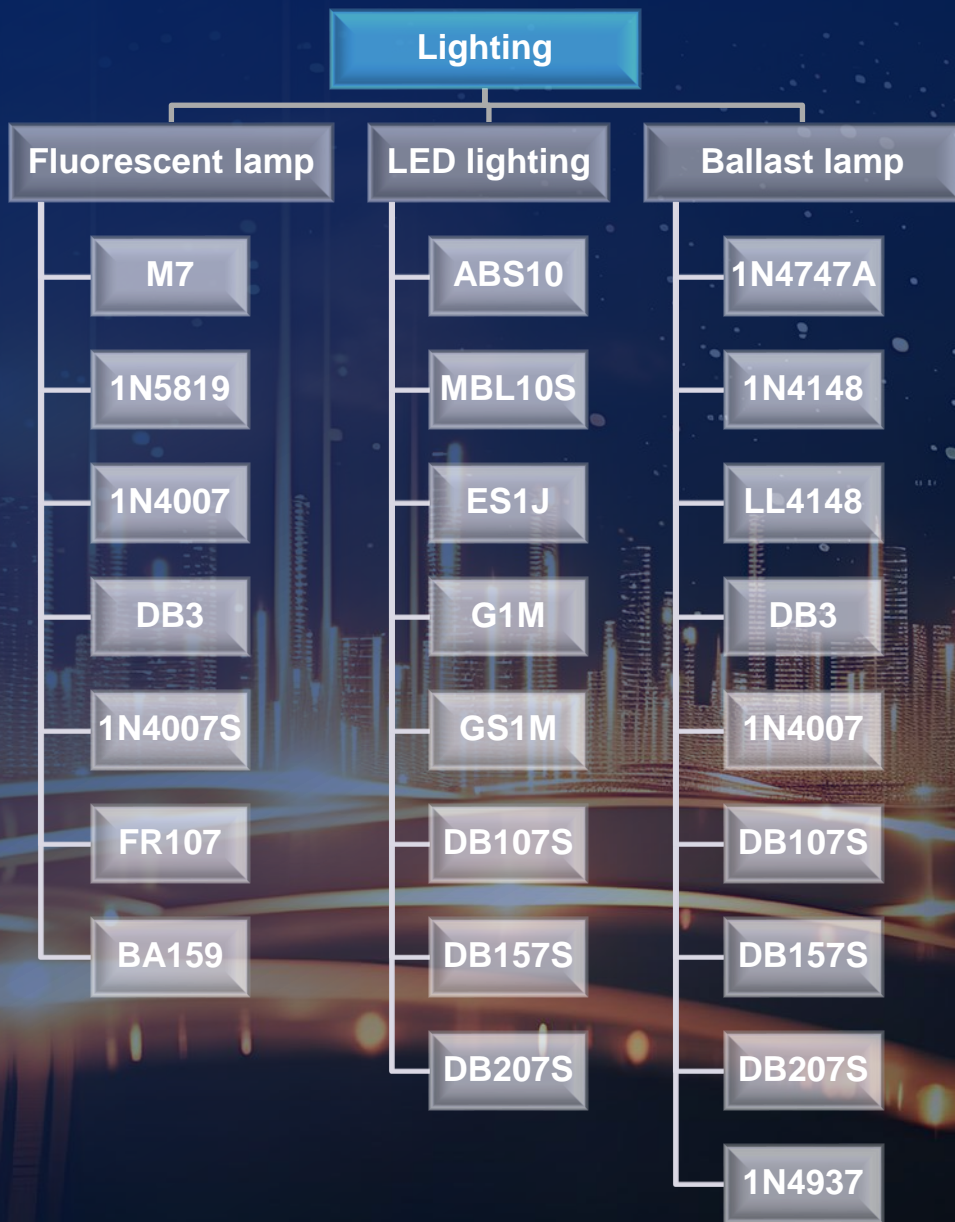 Lighting
Fluorescent lamp
M7
1N5819
1N4007
DB3
1N4007S
FR107
BA159
LED lighting
ABS10
MBL10S
ES1J
G1M
GS1M
DB107S
DB157S
DB207S
Ballast lamp
1N4747A
1N4148
LL4148
DB3
1N4007
DB107S
DB157S
DB207S
1N4937